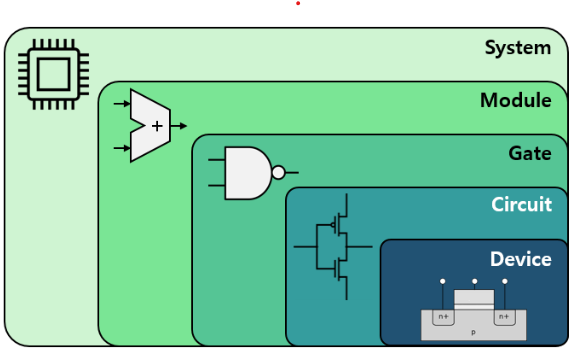 System
Module
+
Gate
Circuit
Device
n+ n+
p